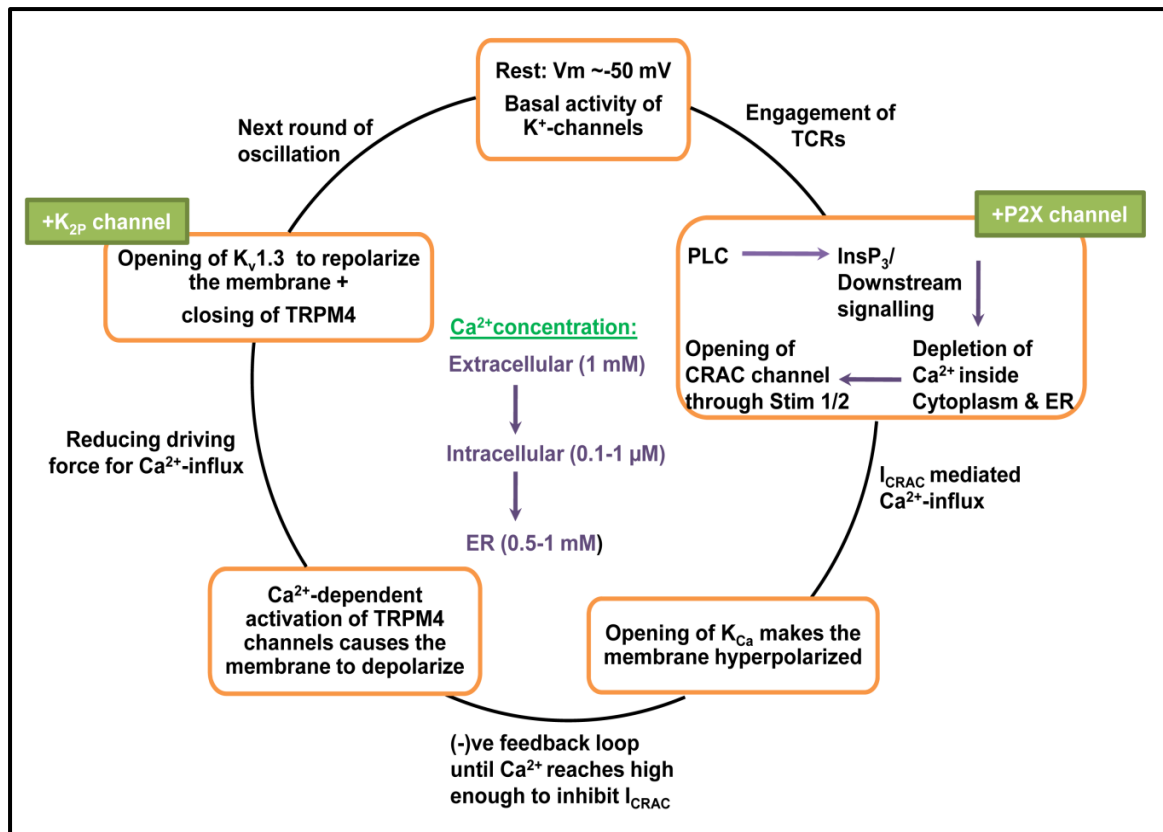 Rest: Vm ~-50 mV
Basal activity of
K⁺-channels
Engagement of
TCRs
+P2X channel
PLC
InsP₃/
Downstream
signalling
Depletion of
Ca²⁺ inside
Cytoplasm & ER
Opening of
CRAC channel
through Stim 1/2
I_CRAC mediated
Ca²⁺-influx
Opening of K_Ca makes the
membrane hyperpolarized
(-)ve feedback loop
until Ca²⁺ reaches high
enough to inhibit I_CRAC
Ca²⁺-dependent
activation of TRPM4
channels causes the
membrane to depolarize
Reducing driving
force for Ca²⁺-influx
+K₂P channel
Opening of Kᵥ1.3 to repolarize
the membrane +
closing of TRPM4
Next round of
oscillation
Ca²⁺concentration:
Extracellular (1 mM)
Intracellular (0.1-1 µM)
ER (0.5-1 mM)